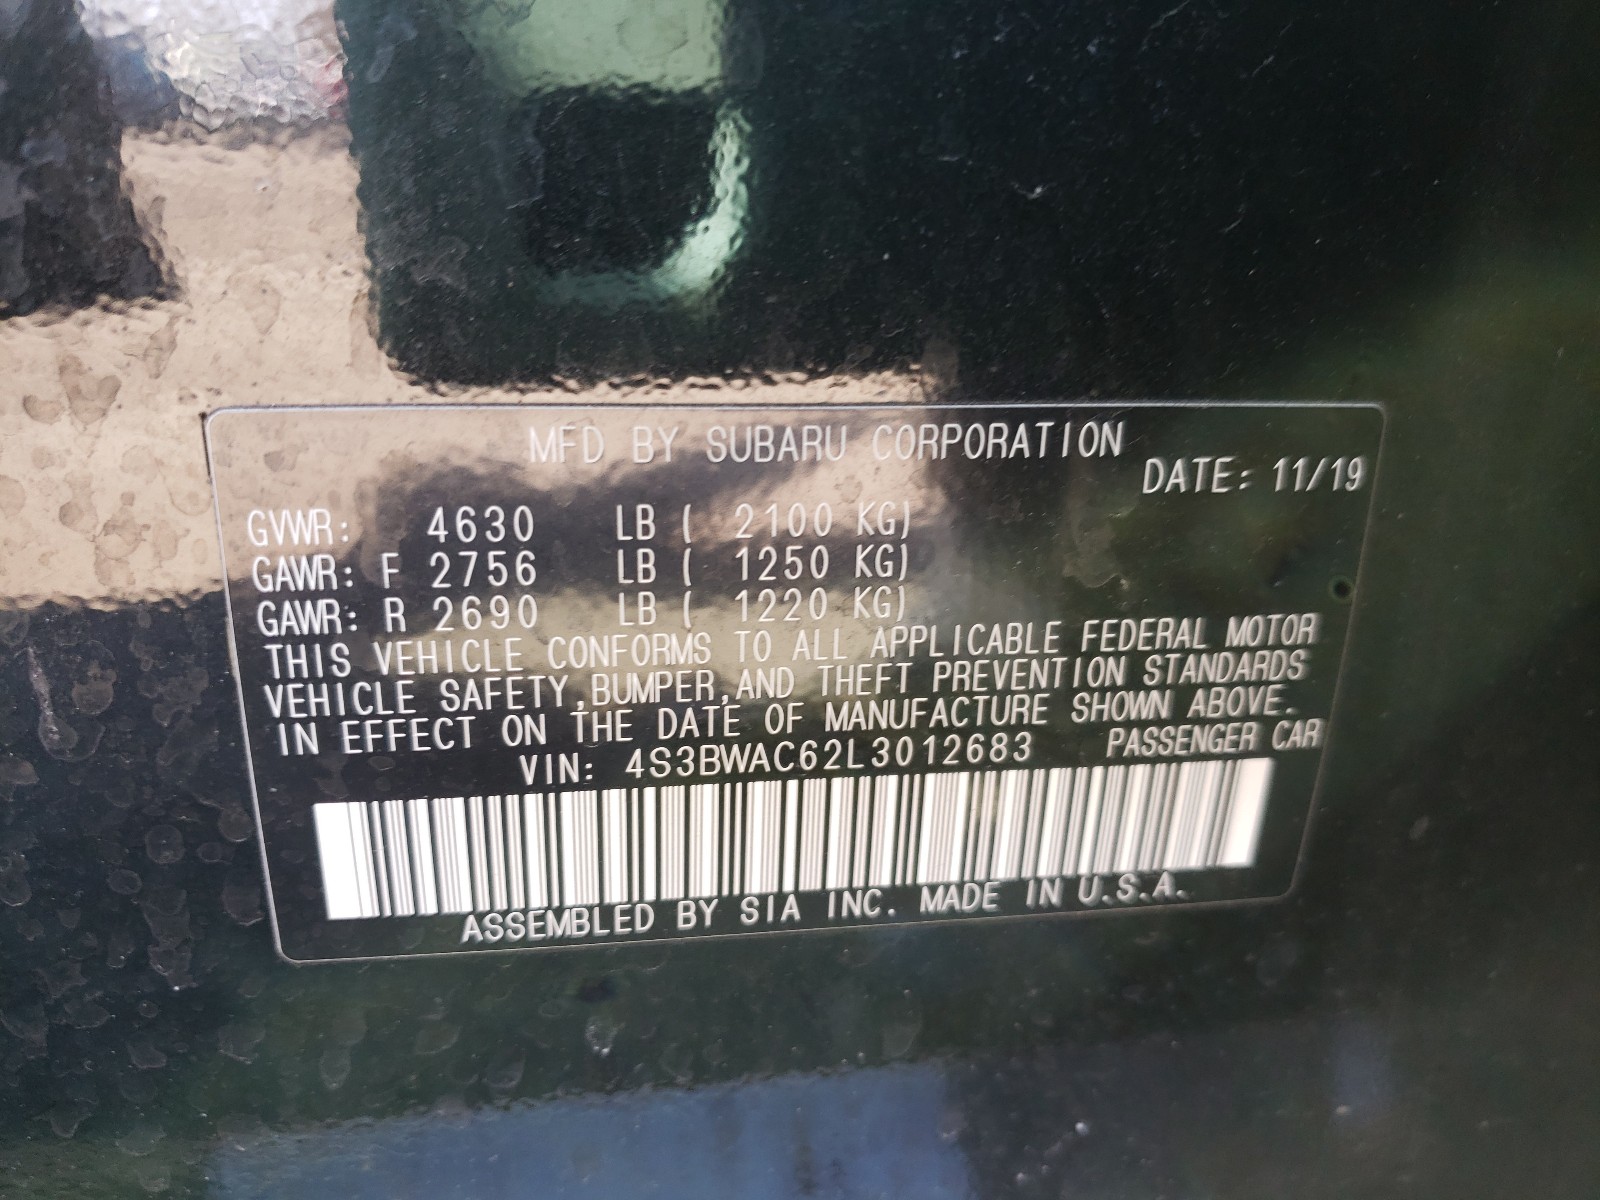 MFD BY SUBARU CORPORATION
DATE: 11/19
GVWR: 4630 LB ( 2100 KG)
GAWR: F 2756 LB ( 1250 KG)
GAWR: R 2690 LB ( 1220 KG)
THIS VEHICLE CONFORMS TO ALL APPLICABLE FEDERAL MOTOR
VEHICLE SAFETY,BUMPER,AND THEFT PREVENTION STANDARDS
IN EFFECT ON THE DATE OF MANUFACTURE SHOWN ABOVE.
VIN: 4S3BWAC62L3012683 PASSENGER CAR
ASSEMBLED BY SIA INC. MADE IN U.S.A.